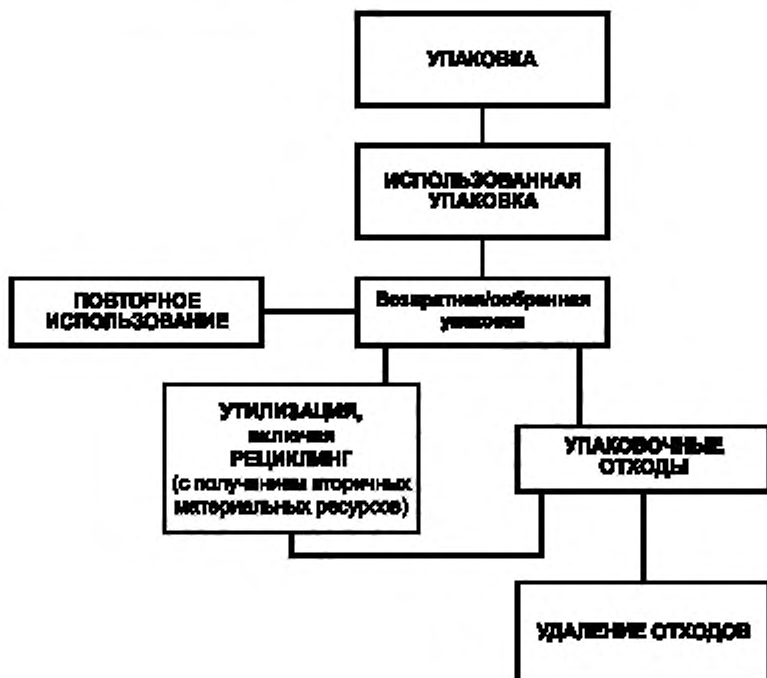 УПАКОВКА
ИСПОЛЬЗОВАННАЯ
УПАКОВКА
ПОВТОРНОЕ
ИСПОЛЬЗОВАНИЕ
Возвратная/собранная
упаковка
УТИЛИЗАЦИЯ,
включая
РЕЦИКЛИНГ
(с получением вторичных
материальных ресурсов)
УПАКОВОЧНЫЕ
ОТХОДЫ
УДАЛЕНИЕ ОТХОДОВ